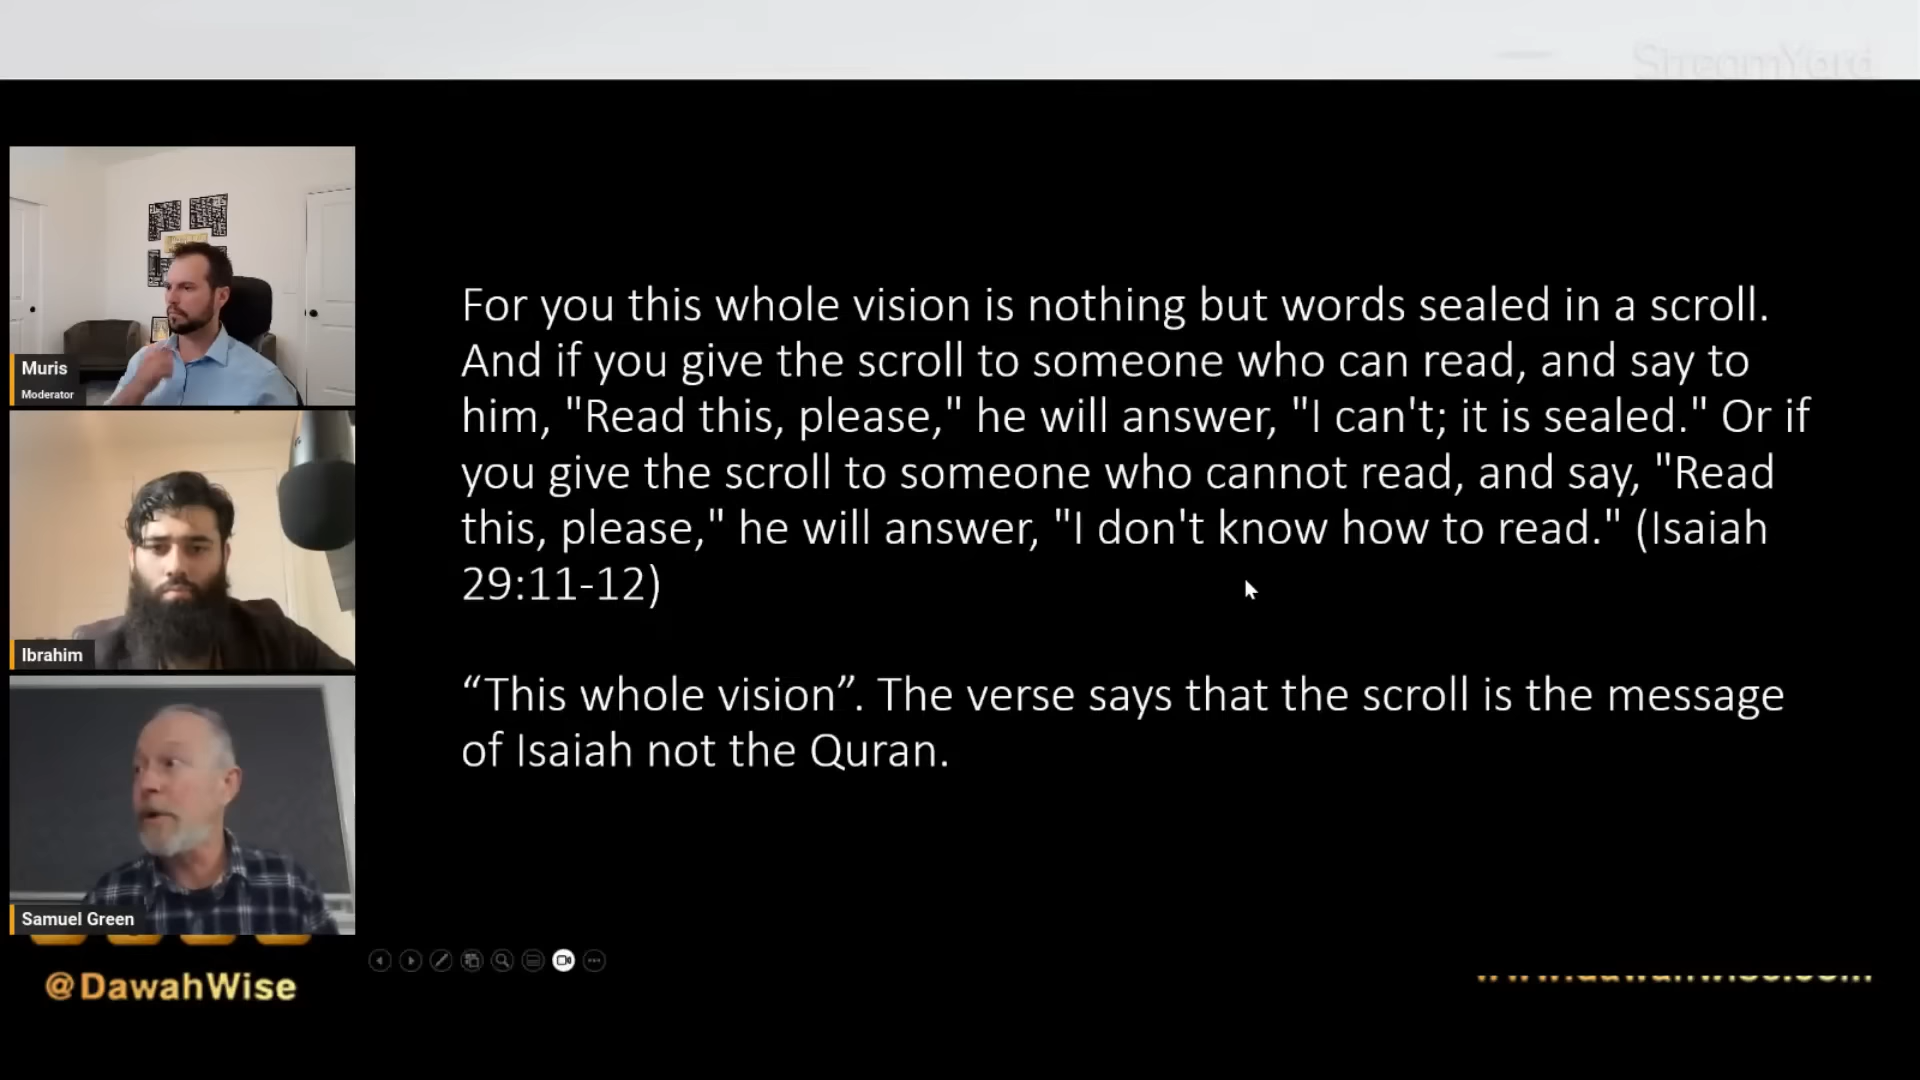 StreamYard
Muris
Moderator
Ibrahim
Samuel Green
@DawahWise
For you this whole vision is nothing but words sealed in a scroll.
And if you give the scroll to someone who can read, and say to
him, "Read this, please," he will answer, "I can't; it is sealed." Or if
you give the scroll to someone who cannot read, and say, "Read
this, please," he will answer, "I don't know how to read." (Isaiah
29:11-12)
“This whole vision”. The verse says that the scroll is the message
of Isaiah not the Quran.
www.dawahwise.com